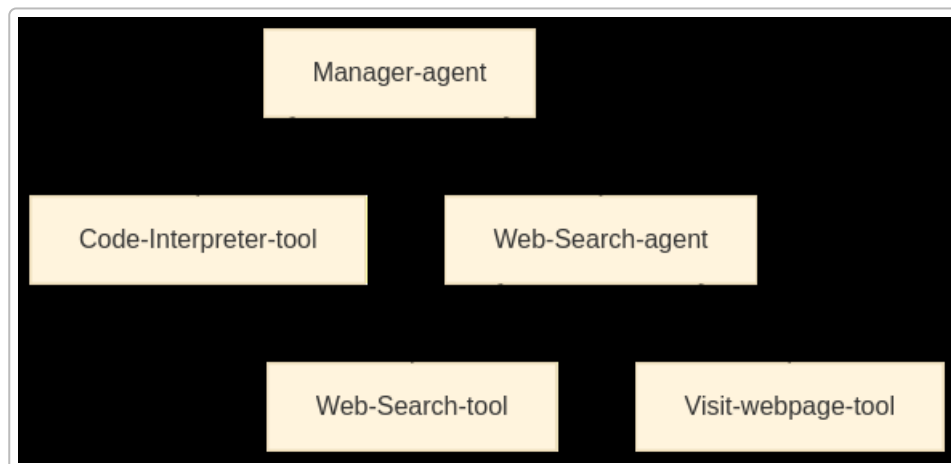 Manager-agent
Code-Interpreter-tool
Web-Search-agent
Web-Search-tool
Visit-webpage-tool